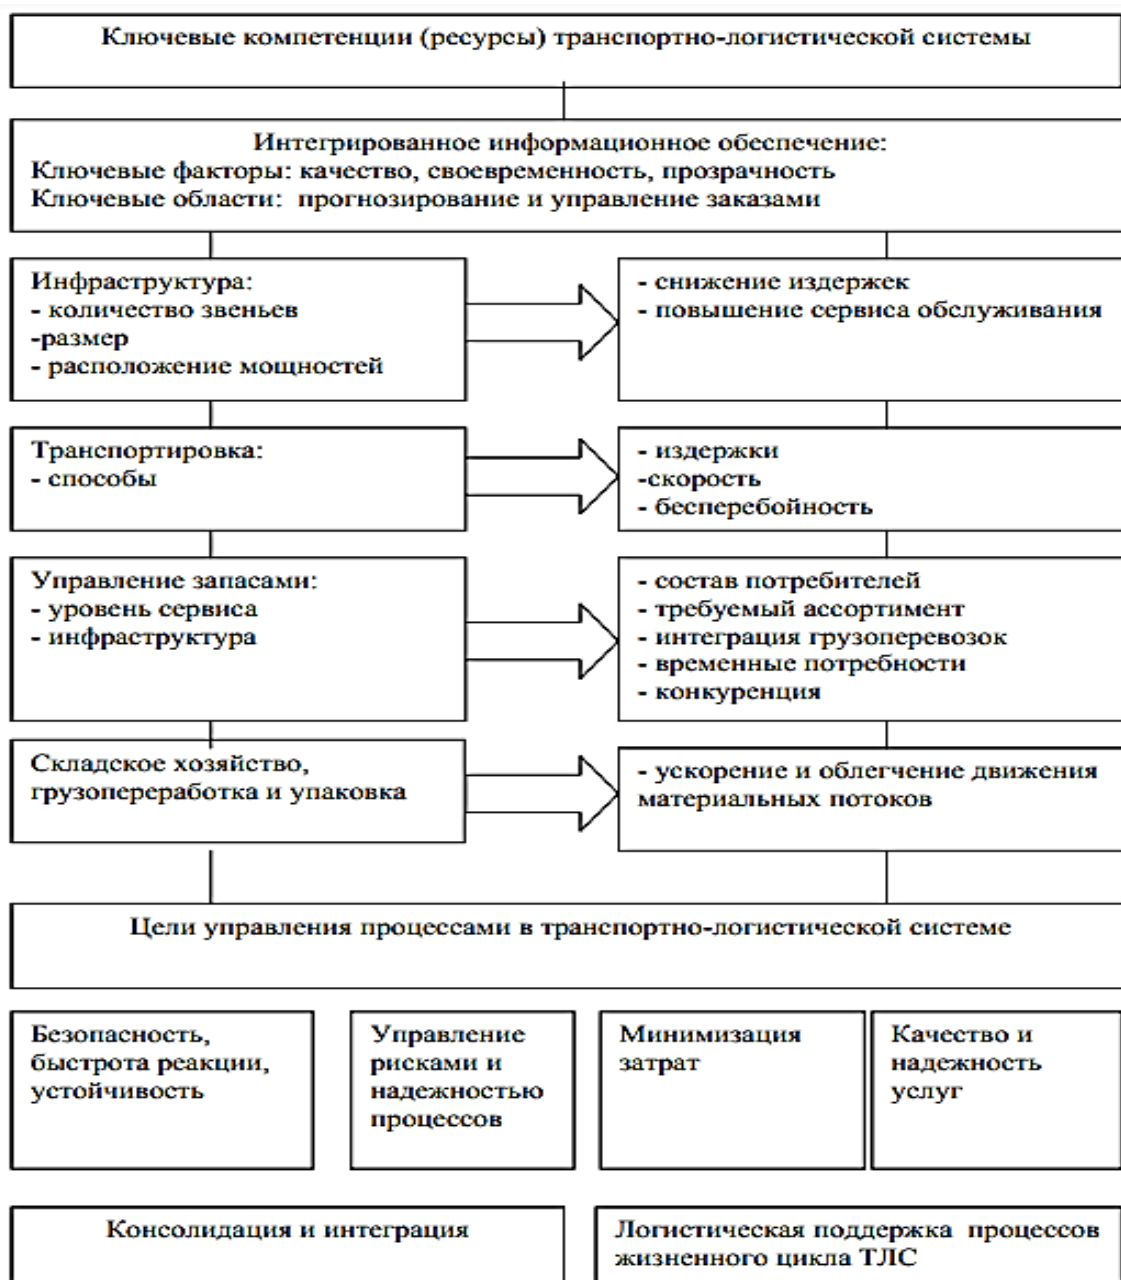 Ключевые компетенции (ресурсы) транспортно-логистической системы
Интегрированное информационное обеспечение:
Ключевые факторы: качество, своевременность, прозрачность
Ключевые области: прогнозирование и управление заказами
Инфраструктура:
- количество звеньев
-размер
- расположение мощностей
- снижение издержек
- повышение сервиса обслуживания
Транспортировка:
- способы
- издержки
-скорость
- бесперебойность
Управление запасами:
- уровень сервиса
- инфраструктура
- состав потребителей
- требуемый ассортимент
- интеграция грузоперевозок
- временные потребности
- конкуренция
Складское хозяйство,
грузопереработка и упаковка
- ускорение и облегчение движения
материальных потоков
Цели управления процессами в транспортно-логистической системе
Безопасность,
быстрота реакции,
устойчивость
Управление
рисками и
надежностью
процессов
Минимизация
затрат
Качество и
надежность
услуг
Консолидация и интеграция
Логистическая поддержка процессов
жизненного цикла ТЛС